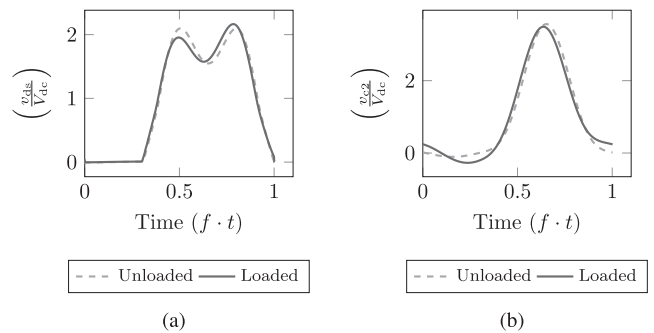 2
1
0
0 0.5 1
(v_ds/V_dc)
Time (f · t)
Unloaded Loaded
(a)
2
0
0 0.5 1
(v_c2/V_dc)
Time (f · t)
Unloaded Loaded
(b)